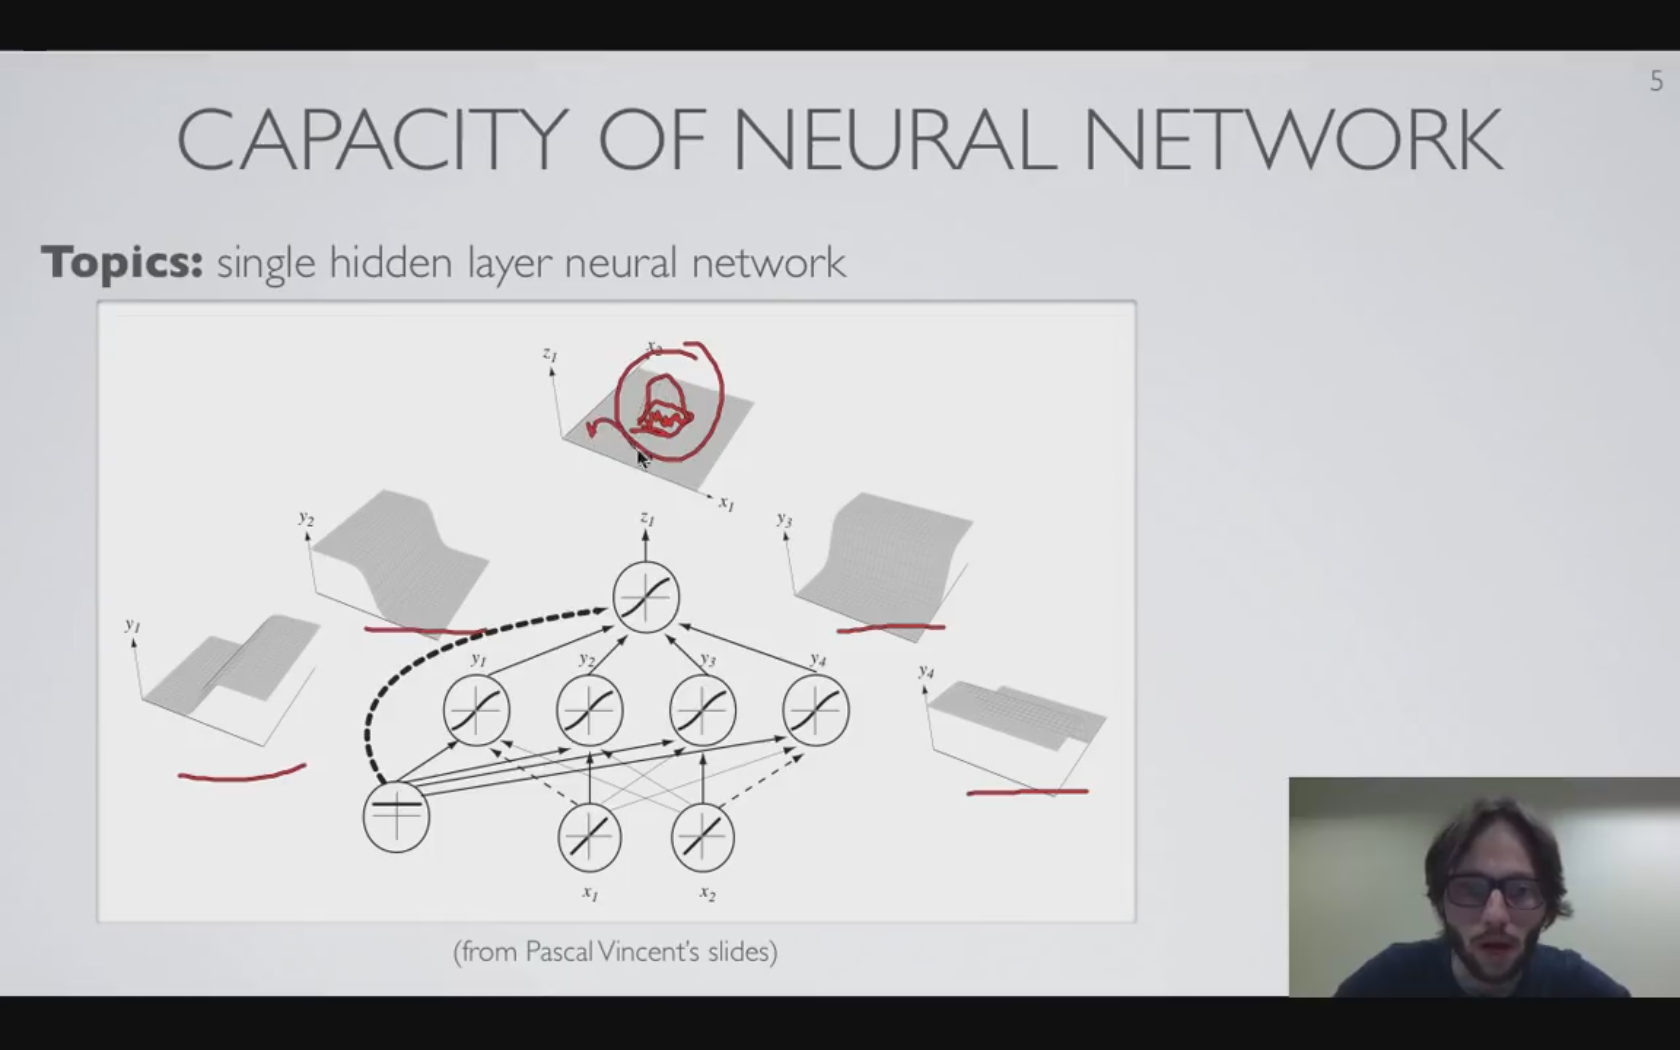 5
CAPACITY OF NEURAL NETWORK
Topics: single hidden layer neural network
z1
x2
x1
y2
z1
y3
y1
y1
y2
y3
y4
y4
x1
x2
(from Pascal Vincent's slides)